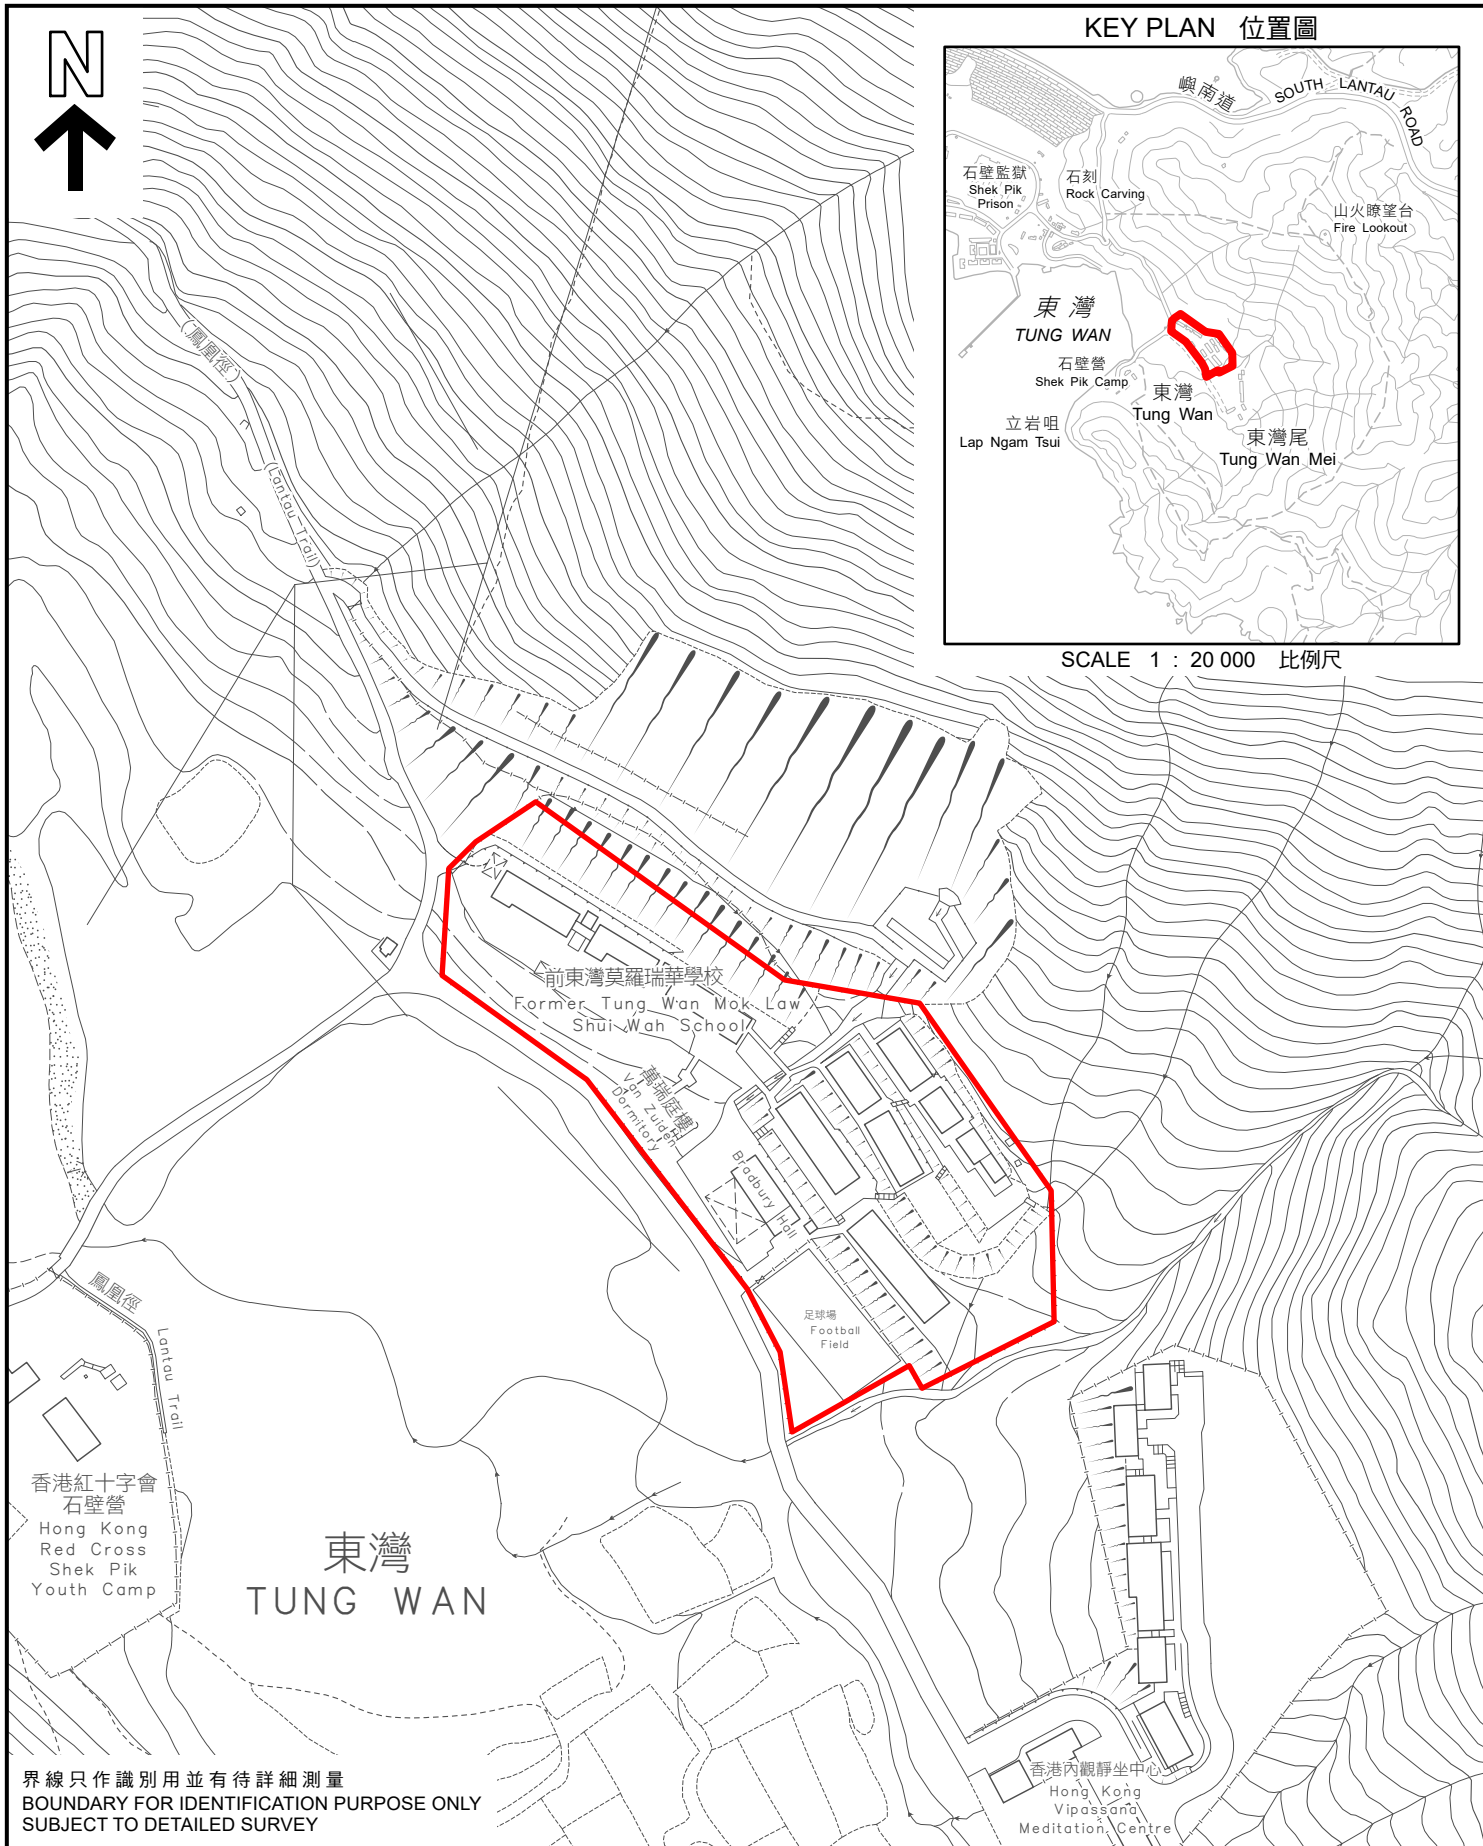 N
KEY PLAN 位置圖
嶼南道
SOUTH LANTAU ROAD
石壁監獄
Shek Pik
Prison
石刻
Rock Carving
山火瞭望台
Fire Lookout
東灣
TUNG WAN
石壁營
Shek Pik Camp
東灣
Tung Wan
立岩咀
Lap Ngam Tsui
東灣尾
Tung Wan Mei
SCALE 1 : 20 000 比例尺
(鳳凰徑)
(Lantau Trail)
前東灣莫羅瑞華學校
Former Tung Wan Mok Law
Shui Wah School
萬瑞庭樓
Van Zuiden
Dormitory
Bradbury Hall
足球場
Football
Field
鳳凰徑
Lantau Trail
香港紅十字會
石壁營
Hong Kong
Red Cross
Shek Pik
Youth Camp
東灣
TUNG WAN
香港內觀靜坐中心
Hong Kong
Vipassana
Meditation Centre
界線只作識別用並有待詳細測量
BOUNDARY FOR IDENTIFICATION PURPOSE ONLY
SUBJECT TO DETAILED SURVEY